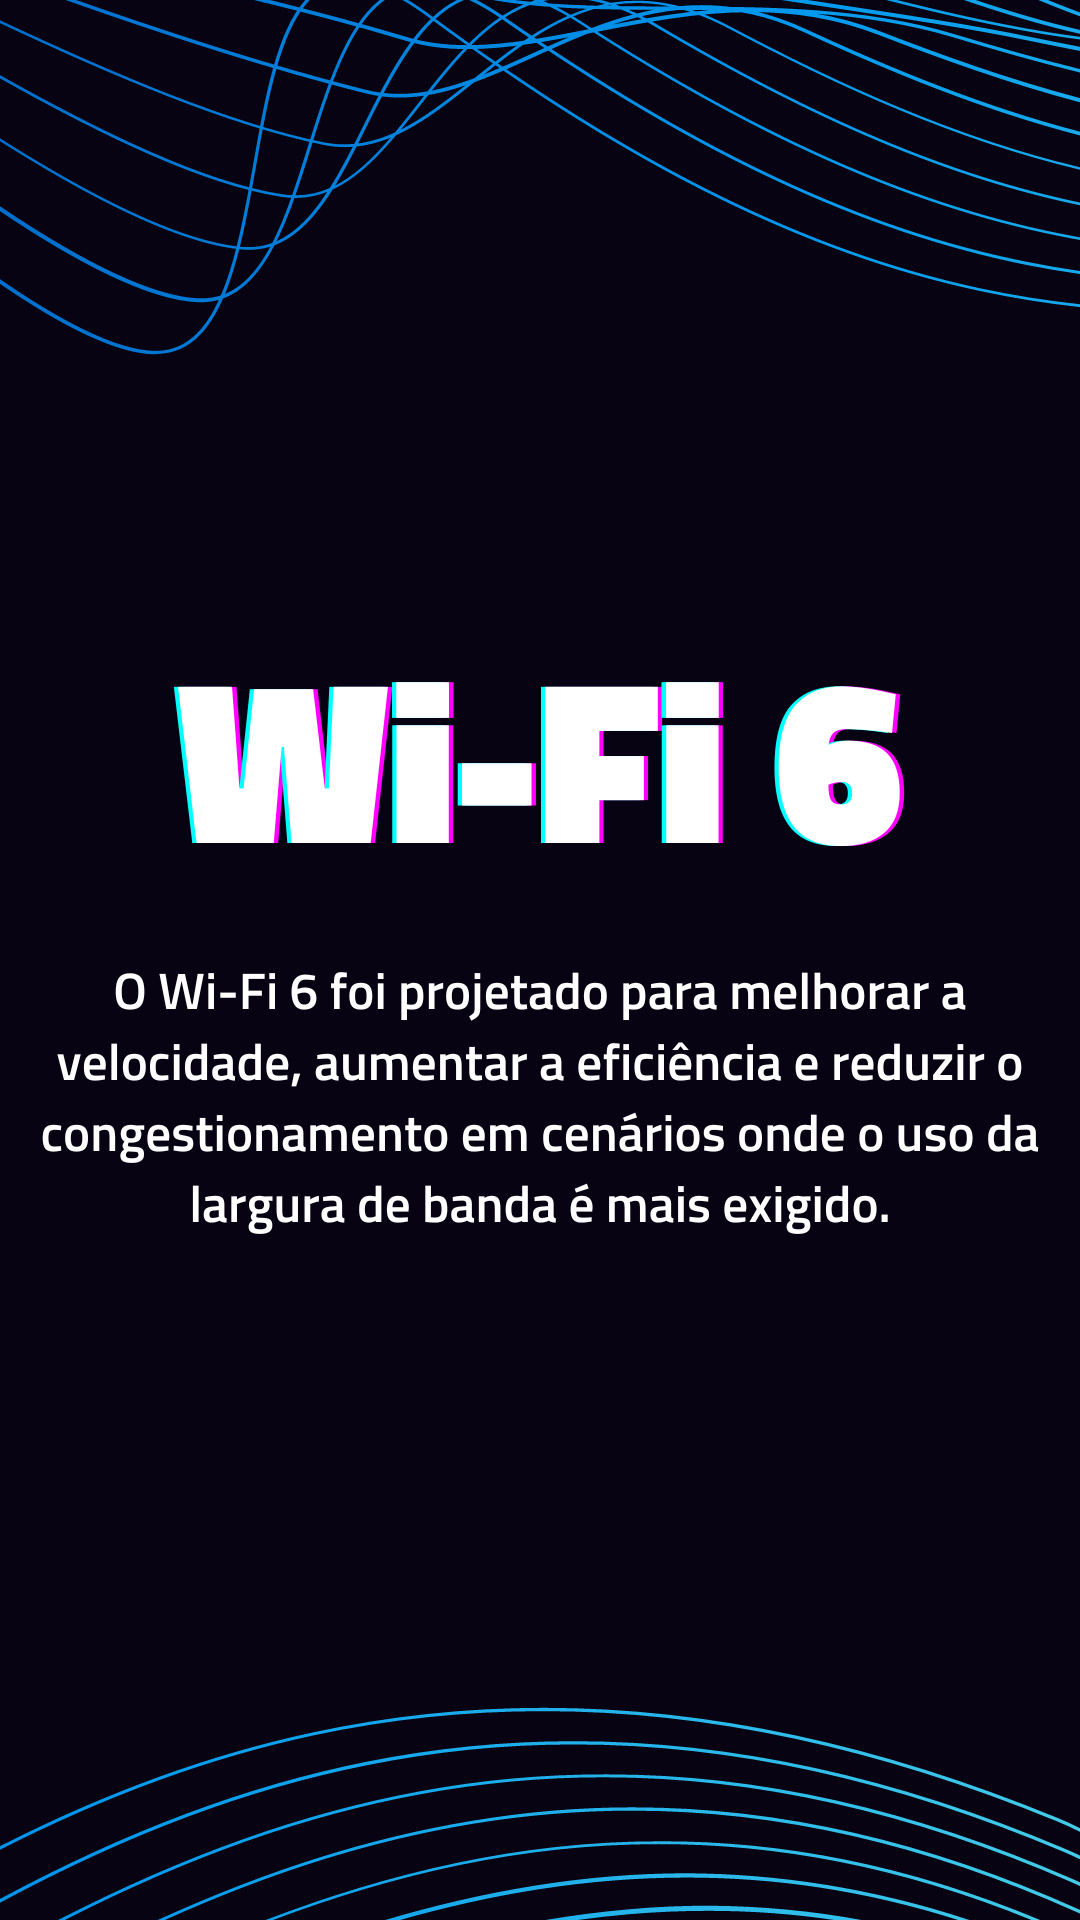 Wi-Fi 6
O Wi-Fi 6 foi projetado para melhorar a
velocidade, aumentar a eficiência e reduzir o
congestionamento em cenários onde o uso da
largura de banda é mais exigido.